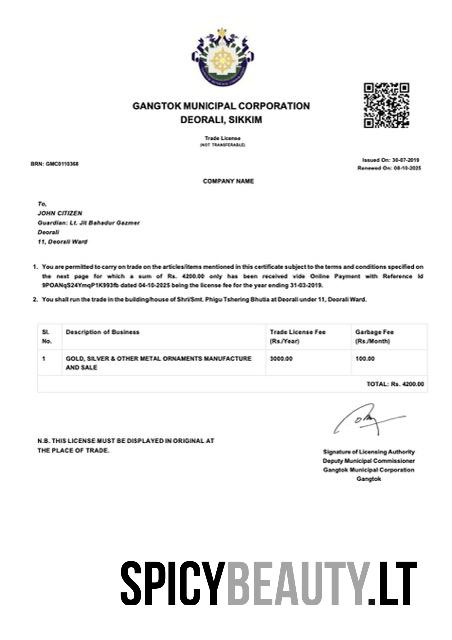 GANGTOK MUNICIPAL CORPORATION
DEORALI, SIKKIM
Trade License
(NOT TRANSFERABLE)
BRN: GMC0110368
Issued On: 30-07-2019
Renewed On: 08-10-2025
COMPANY NAME
To,
JOHN CITIZEN
Guardian: Lt. Jit Bahadur Gazmer
Deorali
11, Deorali Ward
1. You are permitted to carry on trade on the articles/items mentioned in this certificate subject to the terms and conditions specified on
the next page for which a sum of Rs. 4200.00 only has been received vide Online Payment with Reference Id
9POANqS24YmqP1K993fb dated 04-10-2025 being the license fee for the year ending 31-03-2019.
2. You shall run the trade in the building/house of Shri/Smt. Phigu Tshering Bhutia at Deorali under 11, Deorali Ward.
Sl. No. Description of Business Trade License Fee (Rs./Year) Garbage Fee (Rs./Month)
1 GOLD, SILVER & OTHER METAL ORNAMENTS MANUFACTURE 3000.00 100.00
AND SALE
TOTAL: Rs. 4200.00
N.B. THIS LICENSE MUST BE DISPLAYED IN ORIGINAL AT
THE PLACE OF TRADE.
Signature of Licensing Authority
Deputy Municipal Commissioner
Gangtok Municipal Corporation
Gangtok
SPICYBEAUTY.LT